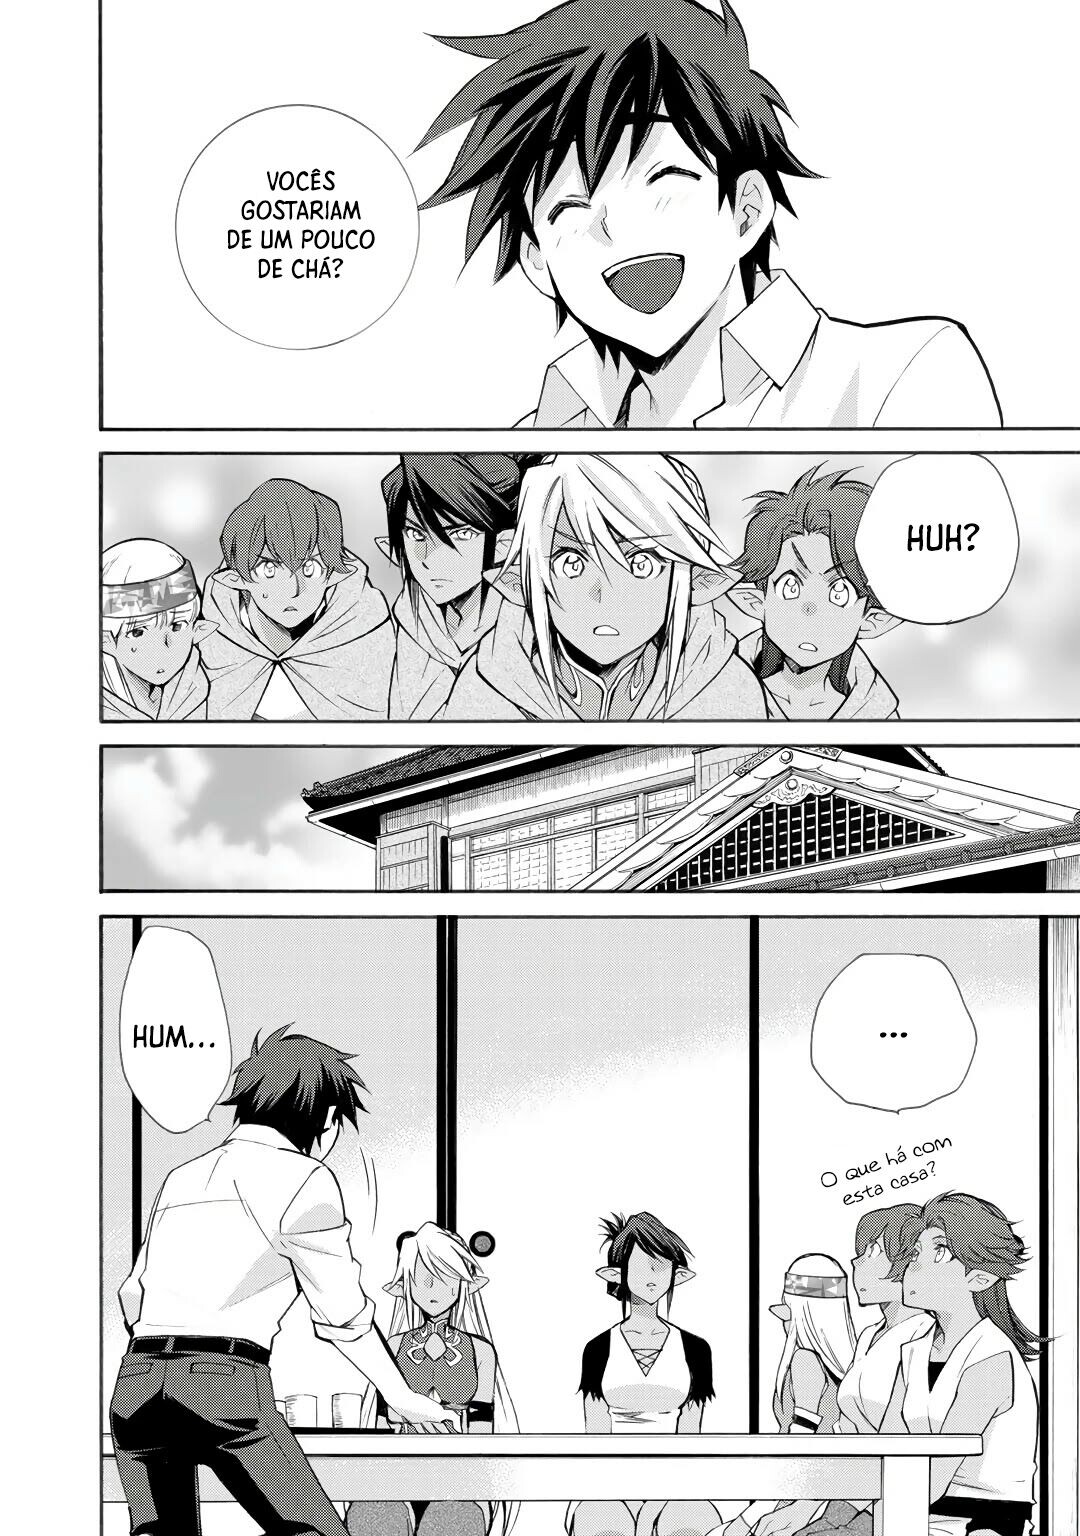 VOCÊS
GOSTARIAM
DE UM POUCO
DE CHÁ?
HUH?
HUM...
...
O que há com
esta casa?